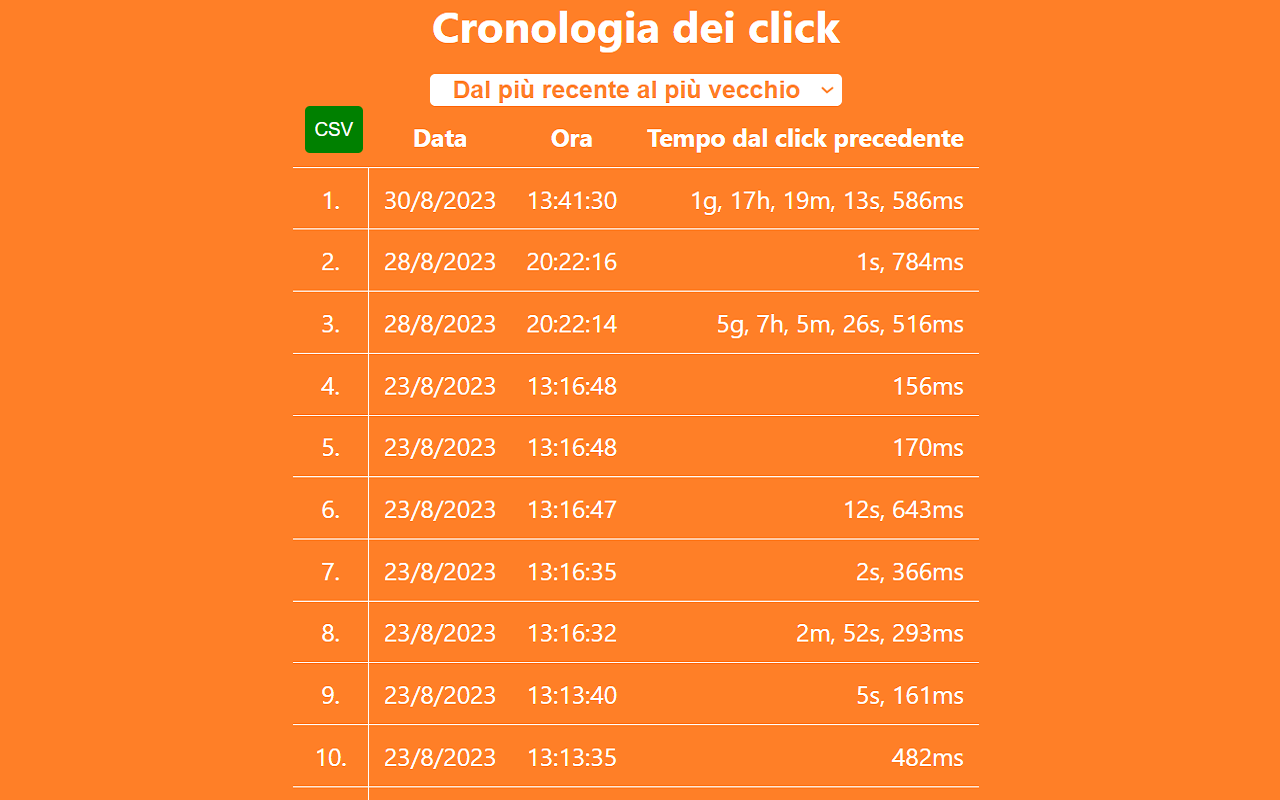 Cronologia dei click
Dal più recente al più vecchio
CSV Data Ora Tempo dal click precedente
1. 30/8/2023 13:41:30 1g, 17h, 19m, 13s, 586ms
2. 28/8/2023 20:22:16 1s, 784ms
3. 28/8/2023 20:22:14 5g, 7h, 5m, 26s, 516ms
4. 23/8/2023 13:16:48 156ms
5. 23/8/2023 13:16:48 170ms
6. 23/8/2023 13:16:47 12s, 643ms
7. 23/8/2023 13:16:35 2s, 366ms
8. 23/8/2023 13:16:32 2m, 52s, 293ms
9. 23/8/2023 13:13:40 5s, 161ms
10. 23/8/2023 13:13:35 482ms